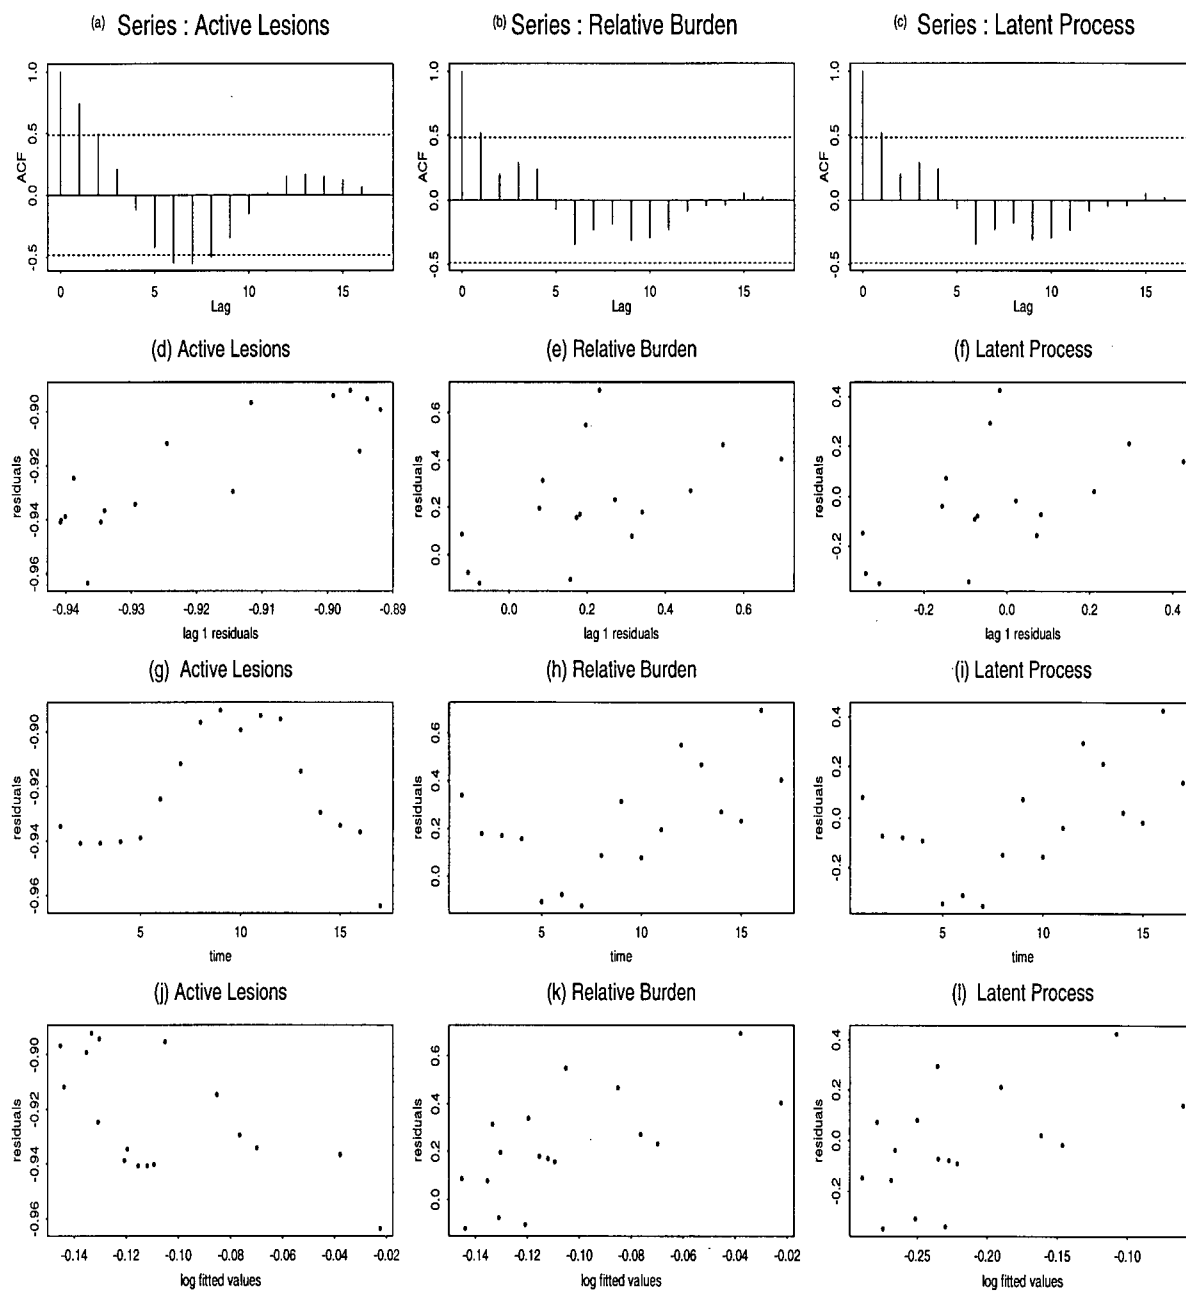 (a) Series : Active Lesions
(b) Series : Relative Burden
(c) Series : Latent Process
ACF
1.0
0.5
0.0
-0.5
0 5 10 15
Lag
ACF
1.0
0.5
0.0
-0.5
0 5 10 15
Lag
ACF
1.0
0.5
0.0
-0.5
0 5 10 15
Lag
(d) Active Lesions
(e) Relative Burden
(f) Latent Process
residuals
-0.90
-0.92
-0.94
-0.96
-0.94 -0.93 -0.92 -0.91 -0.90 -0.89
lag 1 residuals
residuals
0.6
0.4
0.2
0.0
0.0 0.2 0.4 0.6
lag 1 residuals
residuals
0.4
0.2
0.0
-0.2
-0.2 0.0 0.2 0.4
lag 1 residuals
(g) Active Lesions
(h) Relative Burden
(i) Latent Process
residuals
-0.90
-0.92
-0.94
-0.96
5 10 15
time
residuals
0.6
0.4
0.2
0.0
5 10 15
time
residuals
0.4
0.2
0.0
-0.2
5 10 15
time
(j) Active Lesions
(k) Relative Burden
(l) Latent Process
residuals
-0.90
-0.92
-0.94
-0.96
-0.14 -0.12 -0.10 -0.08 -0.06 -0.04 -0.02
log fitted values
residuals
0.6
0.4
0.2
0.0
-0.14 -0.12 -0.10 -0.08 -0.06 -0.04 -0.02
log fitted values
residuals
0.4
0.2
0.0
-0.2
-0.25 -0.20 -0.15 -0.10
log fitted values